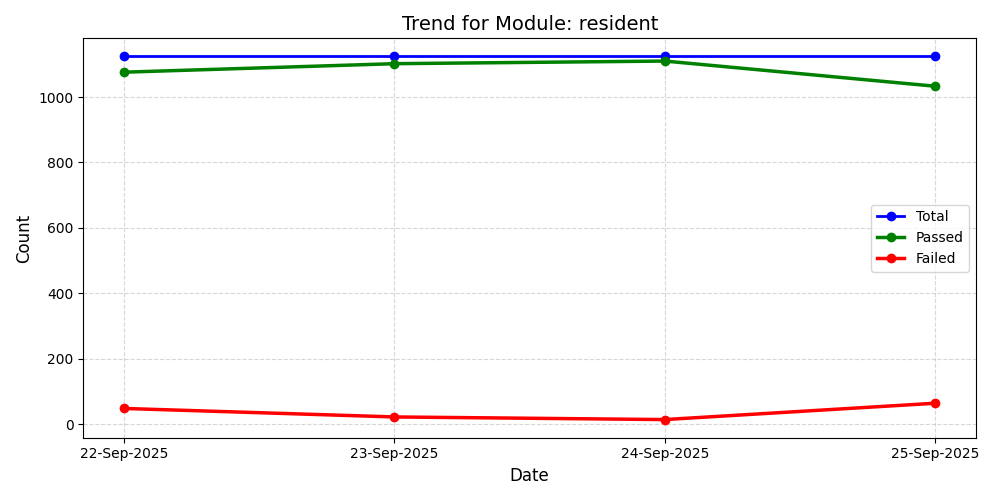 Trend for Module: resident
Count
1000
800
600
400
200
0
Total
Passed
Failed
22-Sep-2025
23-Sep-2025
24-Sep-2025
25-Sep-2025
Date